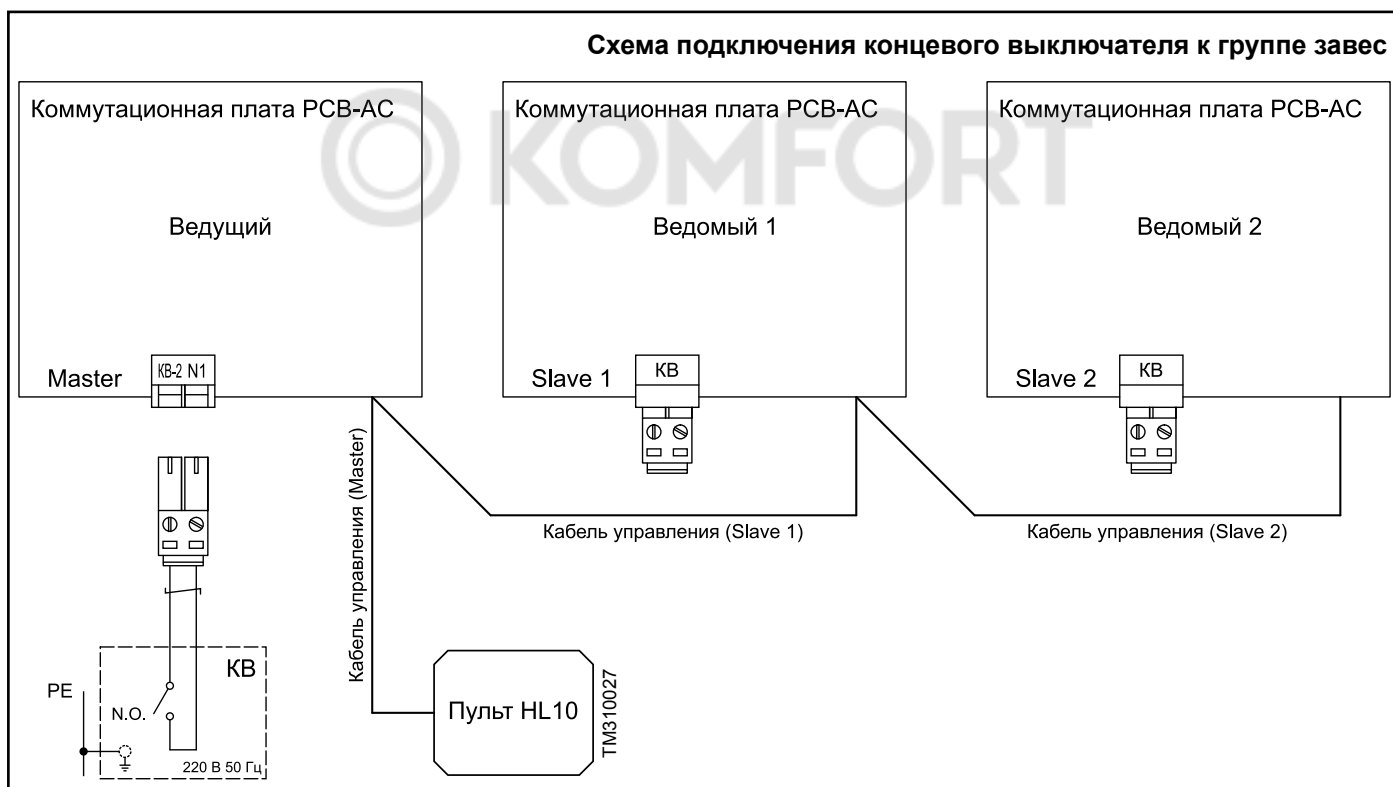 Схема подключения концевого выключателя к группе завес
Коммутационная плата PCB-AC
Коммутационная плата PCB-AC
Коммутационная плата PCB-AC
KOMFORT
Ведущий
Ведомый 1
Ведомый 2
Master
КВ-2 N1
Slave 1
КВ
Slave 2
КВ
Кабель управления (Master)
Кабель управления (Slave 1)
Кабель управления (Slave 2)
КВ
PE
N.O.
220 В 50 Гц
Пульт HL10
TM310027